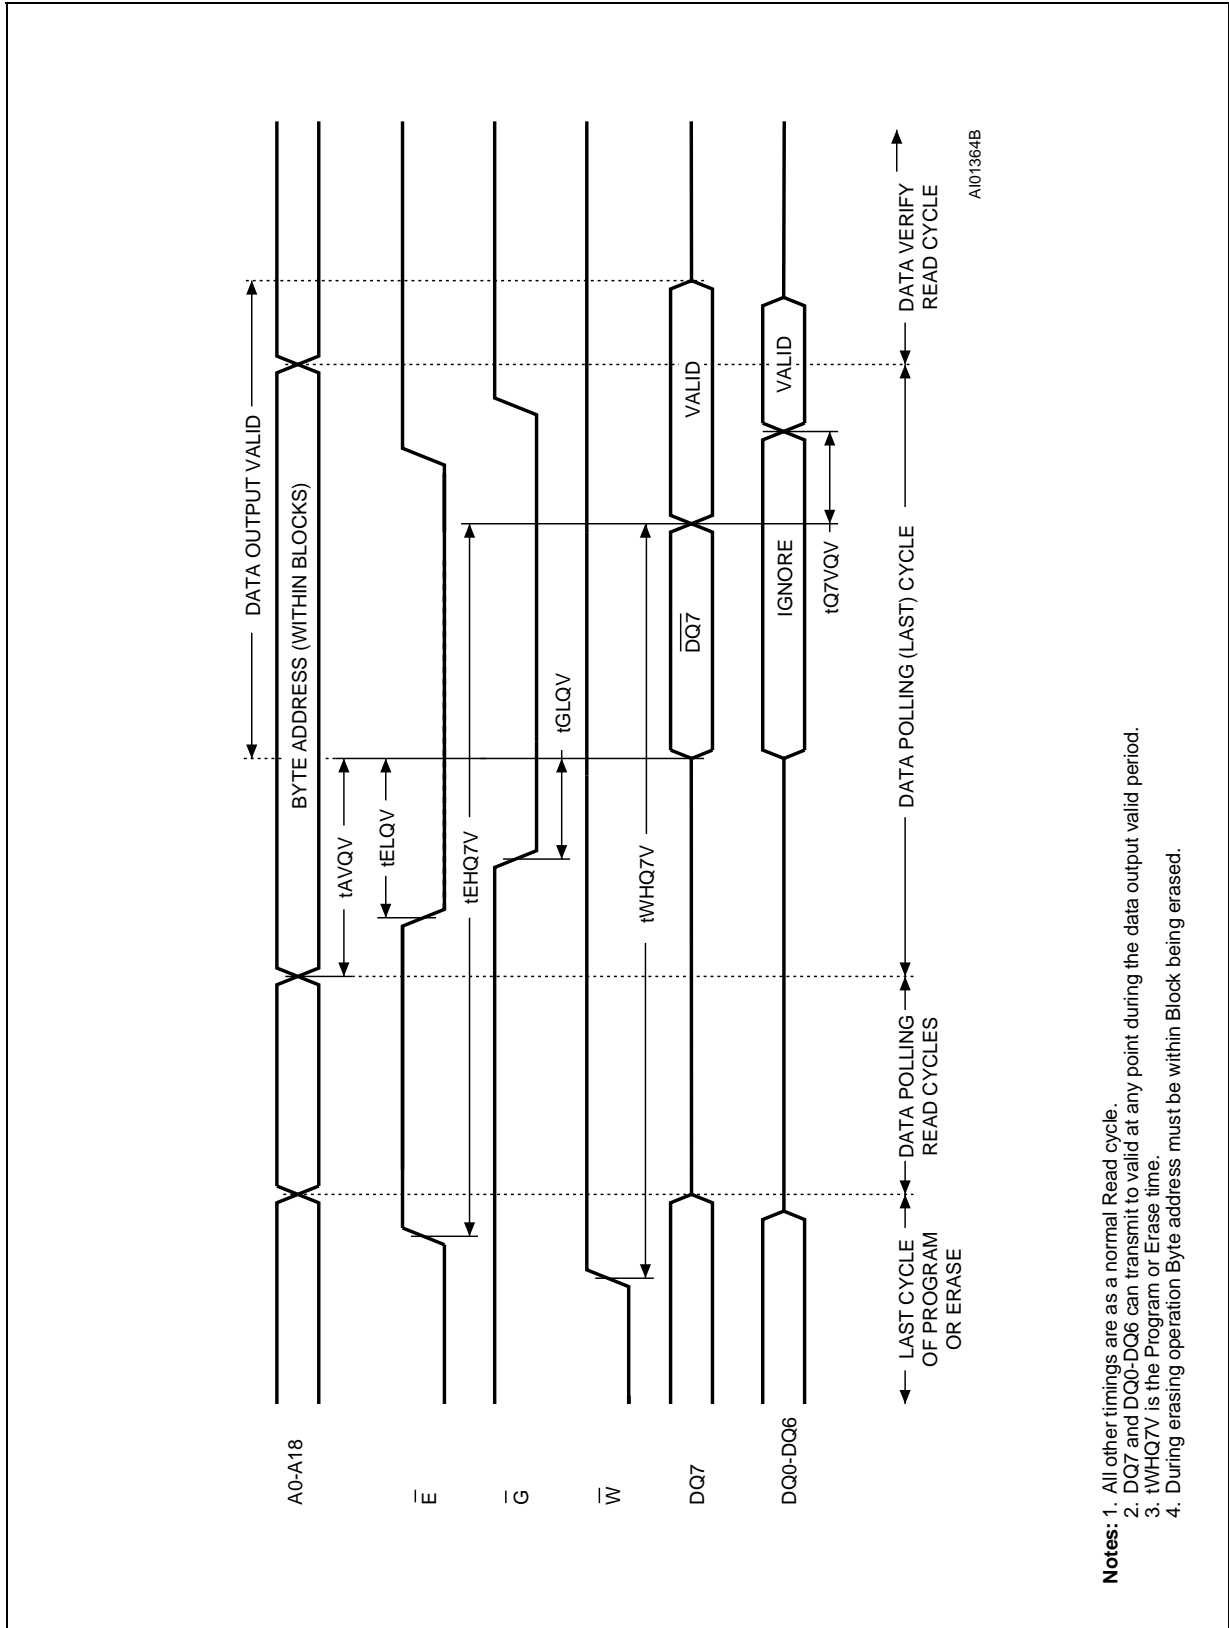 DATA OUTPUT VALID
A0-A18
BYTE ADDRESS (WITHIN BLOCKS)
tAVQV
tELQV
E
tEHQ7V
G
tGLQV
W
tWHQ7V
DQ7
DQ7
VALID
DQ0-DQ6
IGNORE
VALID
tQ7VQV
LAST CYCLE
OF PROGRAM
OR ERASE
DATA POLLING
READ CYCLES
DATA POLLING (LAST) CYCLE
DATA VERIFY
READ CYCLE
AI01364B
Notes: 1. All other timings are as a normal Read cycle.
2. DQ7 and DQ0-DQ6 can transmit to valid at any point during the data output valid period.
3. tWHQ7V is the Program or Erase time.
4. During erasing operation Byte address must be within Block being erased.